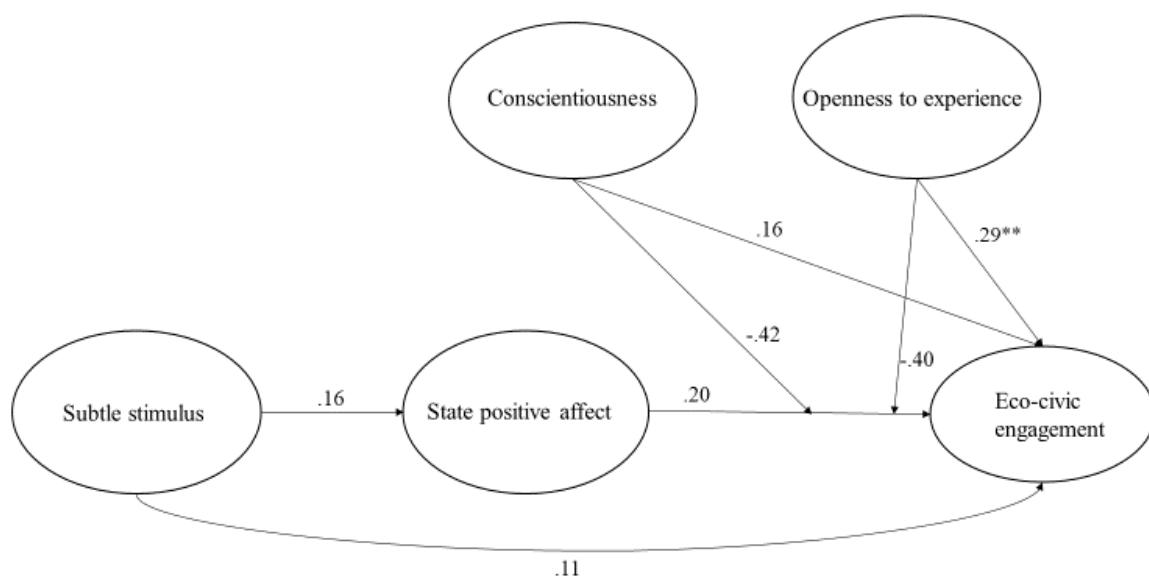 Conscientiousness
Openness to experience
.16
.29**
-.42
-.40
Subtle stimulus
.16
State positive affect
.20
Eco-civic
engagement
.11